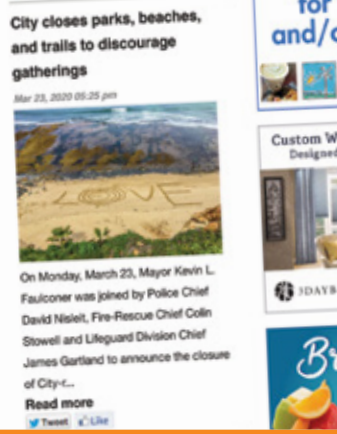 City closes parks, beaches,
and trails to discourage
gatherings
Mar 23, 2020 05:25 pm
LOVE
On Monday, March 23, Mayor Kevin L.
Faulconer was joined by Police Chief
David Nisleit, Fire-Rescue Chief Colin
Stowell and Lifeguard Division Chief
James Gartland to announce the closure
of City-r...
Read more
Tweet Like
for
and/
Custom W
Designed
3DAYB
Br